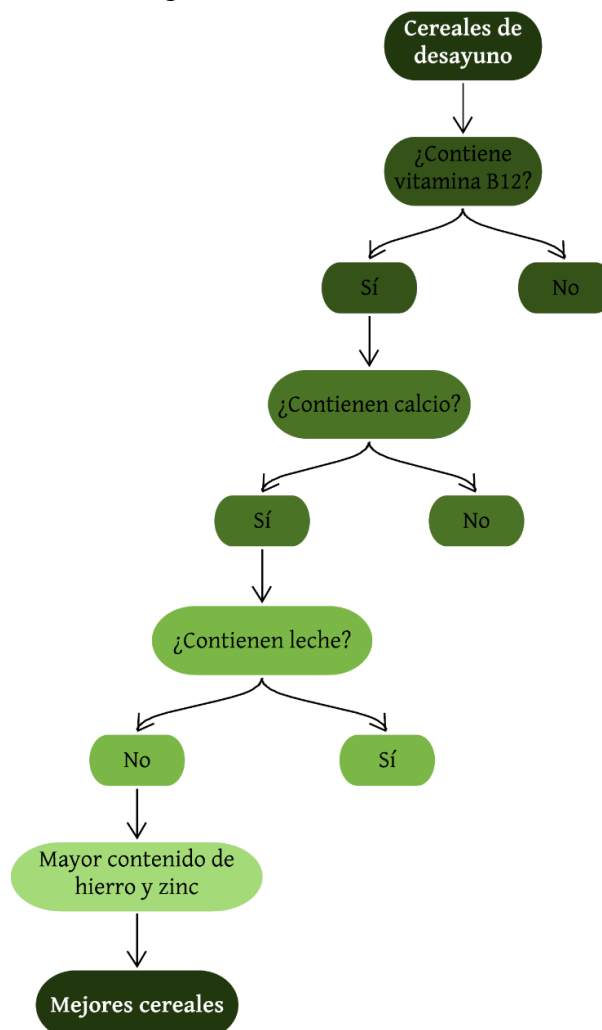 Cereales de
desayuno
¿Contiene
vitamina B12?
Sí
No
¿Contienen calcio?
Sí
No
¿Contienen leche?
No
Sí
Mayor contenido de
hierro y zinc
Mejores cereales